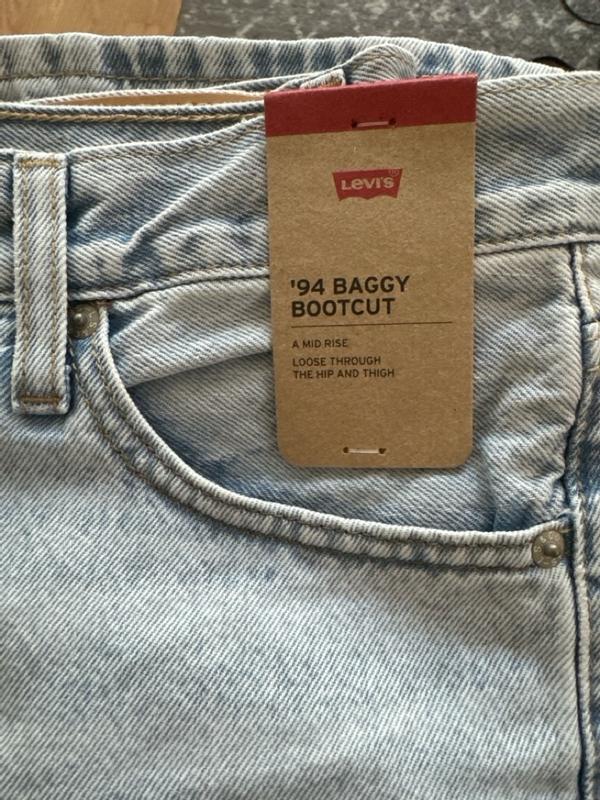 LEVI'S
'94 BAGGY
BOOTCUT
A MID RISE
LOOSE THROUGH
THE HIP AND THIGH